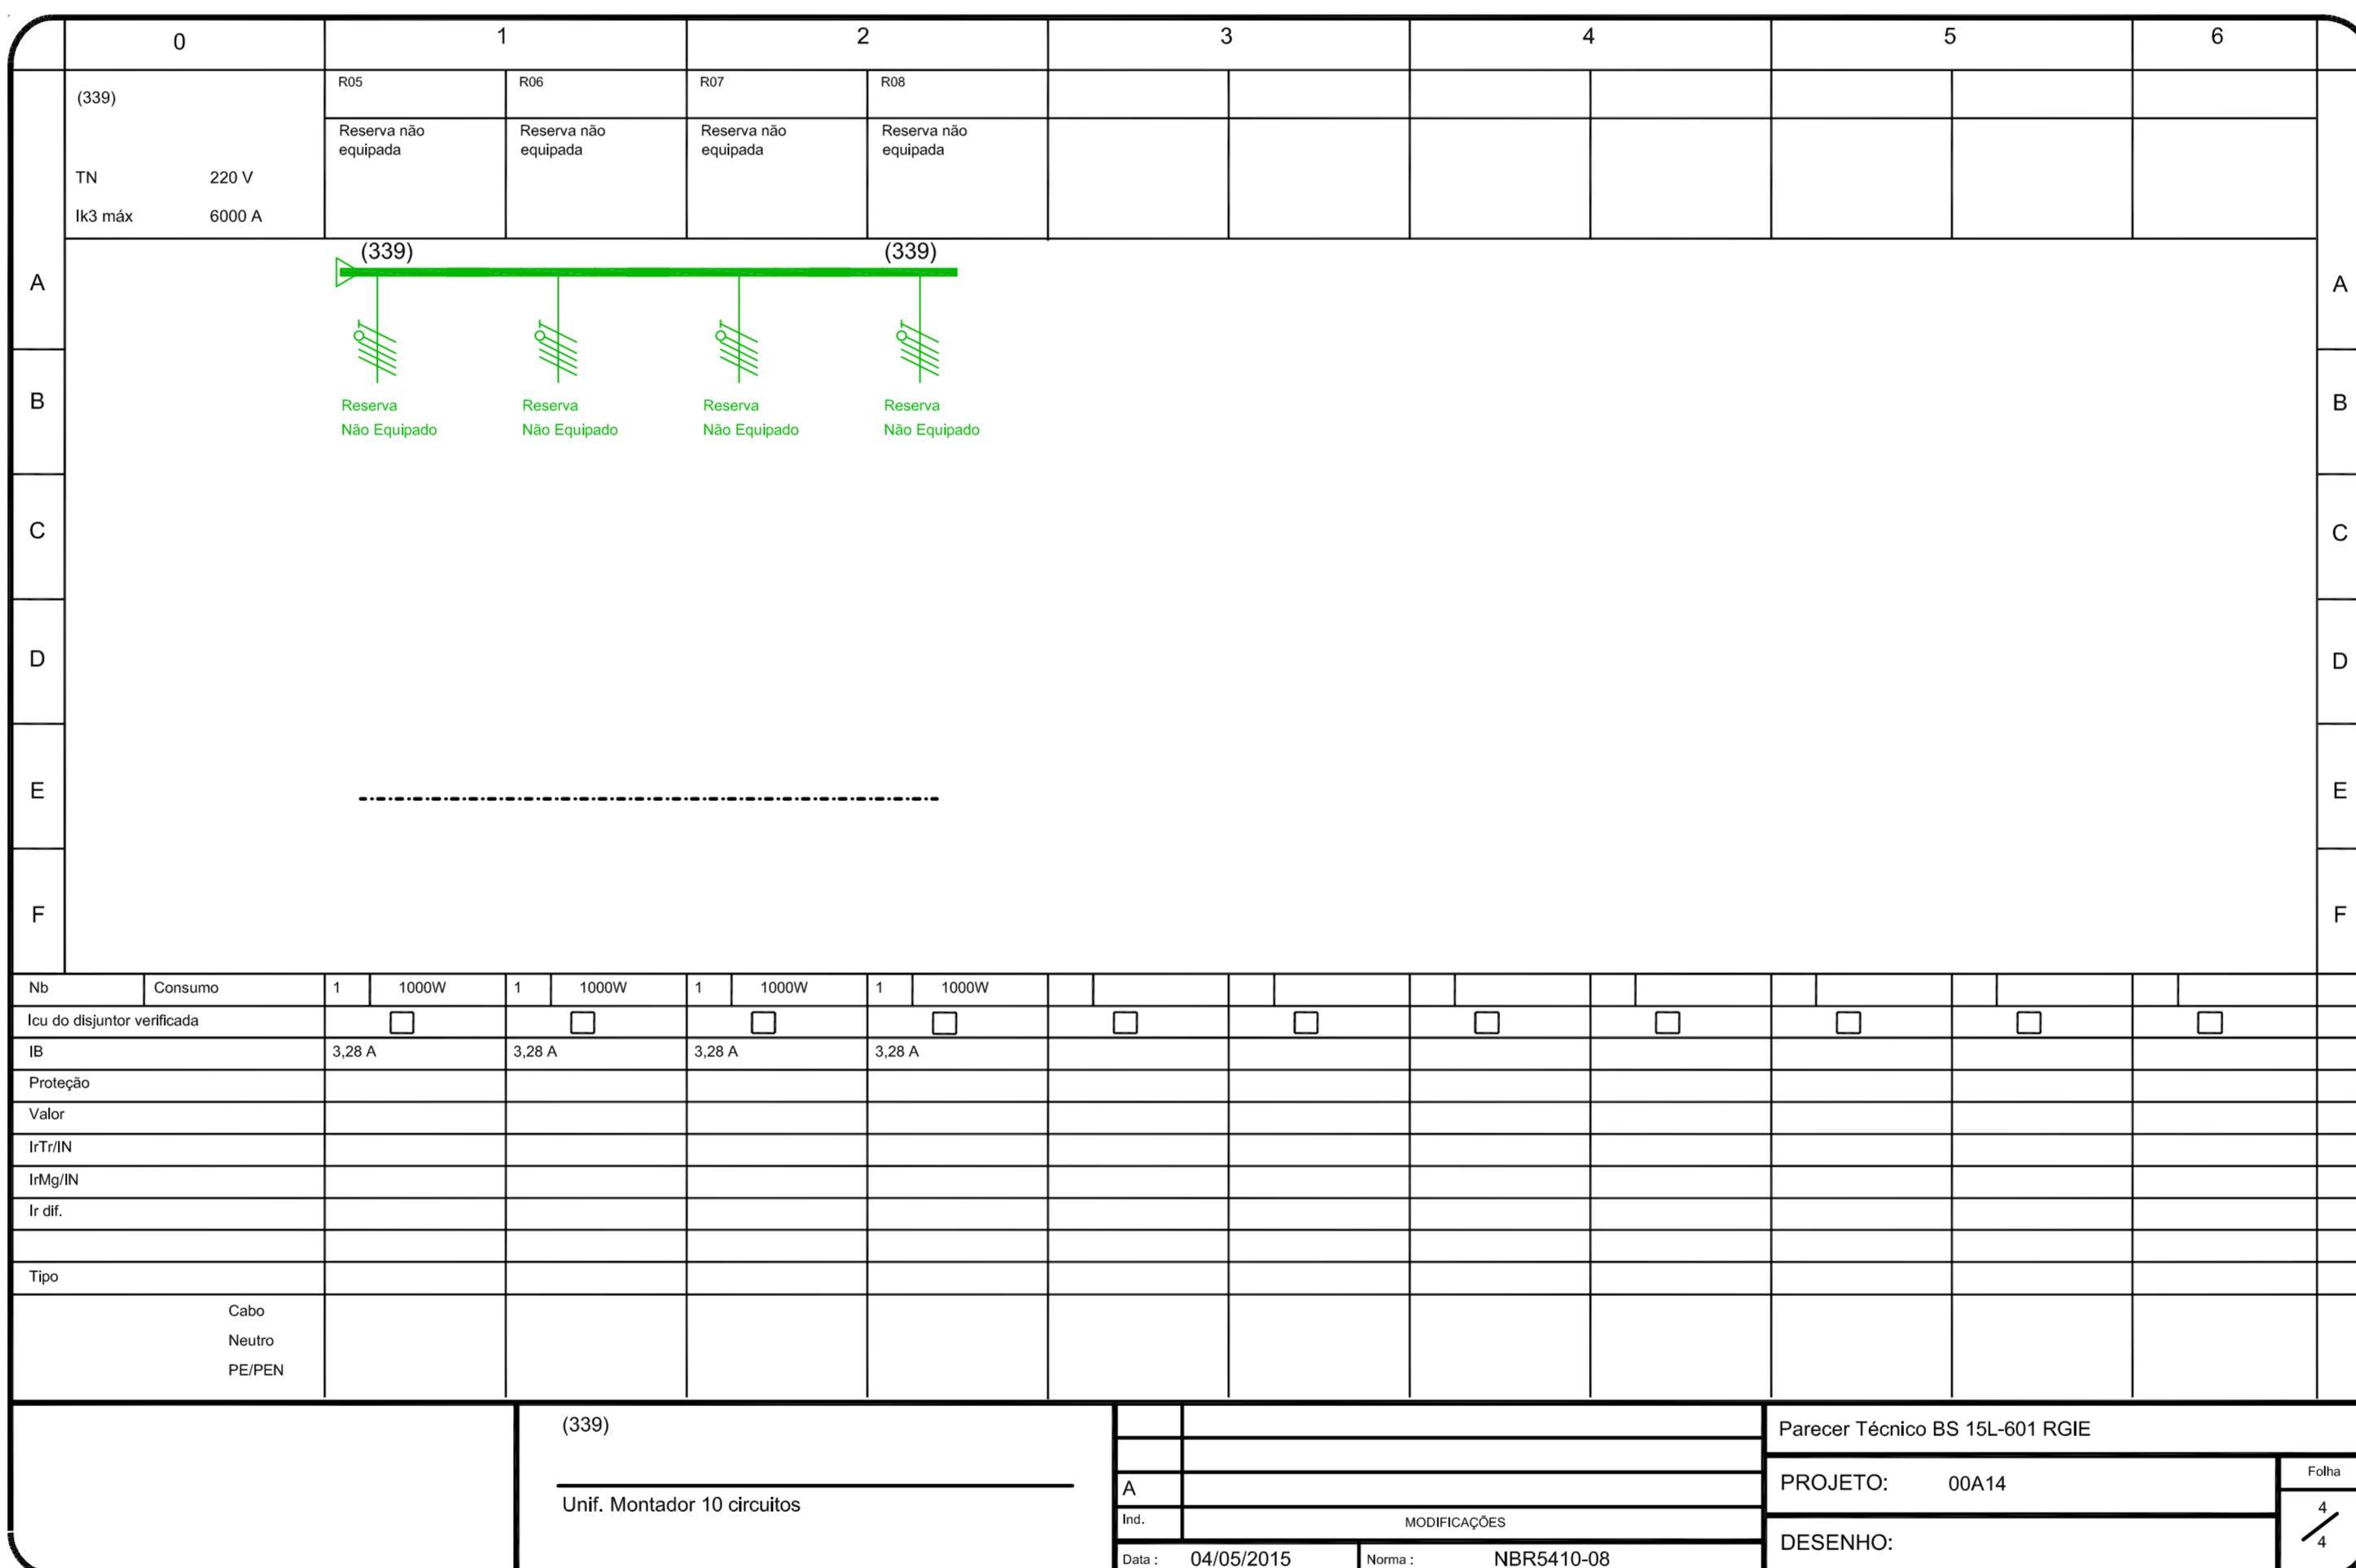 0 1 2 3 4 5 6
(339)
R05 R06 R07 R08
Reserva não Reserva não Reserva não Reserva não
equipada equipada equipada equipada
TN 220 V
Ik3 máx 6000 A
(339) (339)
A A
B B
Reserva Reserva Reserva Reserva
Não Equipado Não Equipado Não Equipado Não Equipado
C C
D D
E E
F F
Nb Consumo 1 1000W 1 1000W 1 1000W 1 1000W
Icu do disjuntor verificada
IB 3,28 A 3,28 A 3,28 A 3,28 A
Proteção
Valor
IrTr/IN
IrMg/IN
Ir dif.
Tipo
Cabo
Neutro
PE/PEN
(339)
Unif. Montador 10 circuitos
A
Ind. MODIFICAÇÕES
Data : 04/05/2015 Norma : NBR5410-08
Parecer Técnico BS 15L-601 RGIE
PROJETO: 00A14
DESENHO:
Folha
4
4